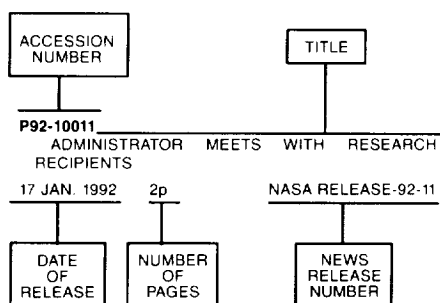 ACCESSION
NUMBER
TITLE
P92-10011
ADMINISTRATOR MEETS WITH RESEARCH
RECIPIENTS
17 JAN. 1992 2p NASA RELEASE-92-11
DATE
OF
RELEASE
NUMBER
OF
PAGES
NEWS
RELEASE
NUMBER